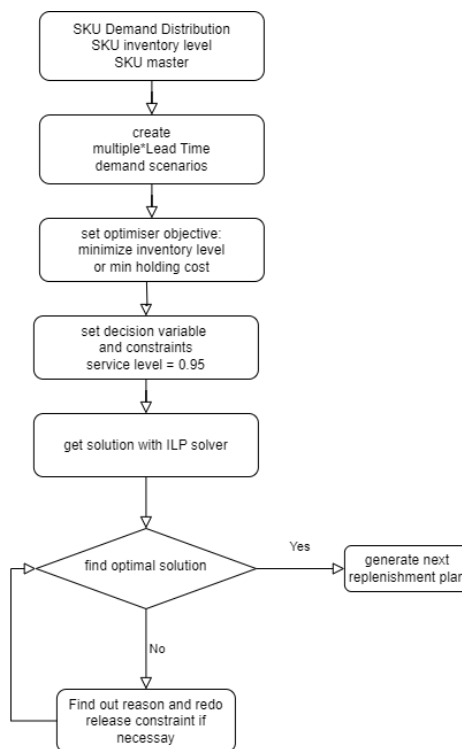 SKU Demand Distribution
SKU inventory level
SKU master
create
multiple*Lead Time
demand scenarios
set optimiser objective:
minimize inventory level
or min holding cost
set decision variable
and constraints
service level = 0.95
get solution with ILP solver
find optimal solution
Yes
generate next
replenishment plan
No
Find out reason and redo
release constraint if
necessay